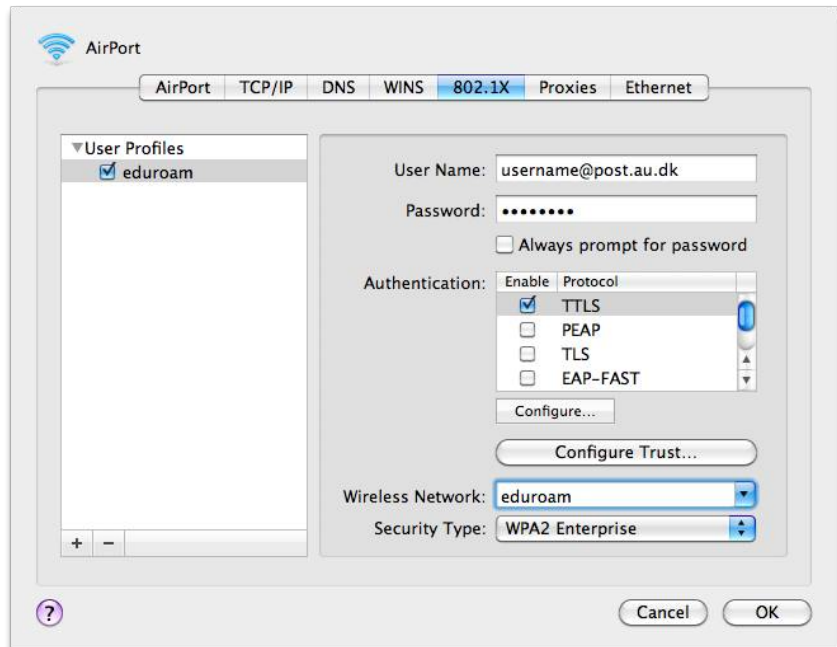 AirPort
AirPort TCP/IP DNS WINS 802.1X Proxies Ethernet
User Profiles
eduroam
User Name: username@post.au.dk
Password: ••••••••
Always prompt for password
Authentication: Enable Protocol
TTLS
PEAP
TLS
EAP-FAST
Configure...
Configure Trust...
Wireless Network: eduroam
Security Type: WPA2 Enterprise
+ −
? Cancel OK